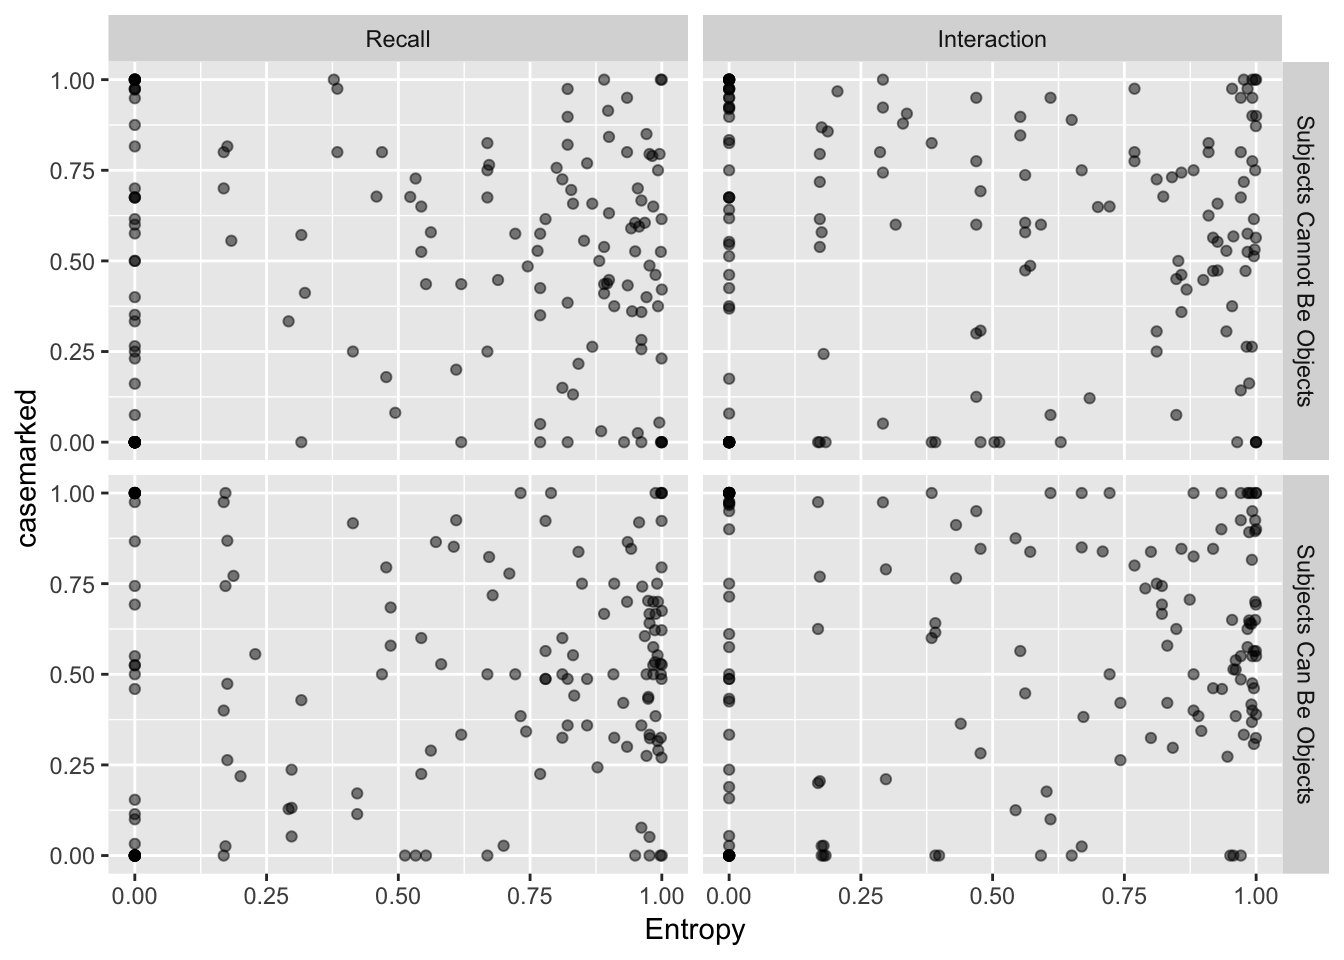 Recall
Interaction
1.00
0.75
0.50
0.25
0.00
Subjects Cannot Be Objects
casemarked
1.00
0.75
0.50
0.25
0.00
Subjects Can Be Objects
0.00 0.25 0.50 0.75 1.00
0.00 0.25 0.50 0.75 1.00
Entropy